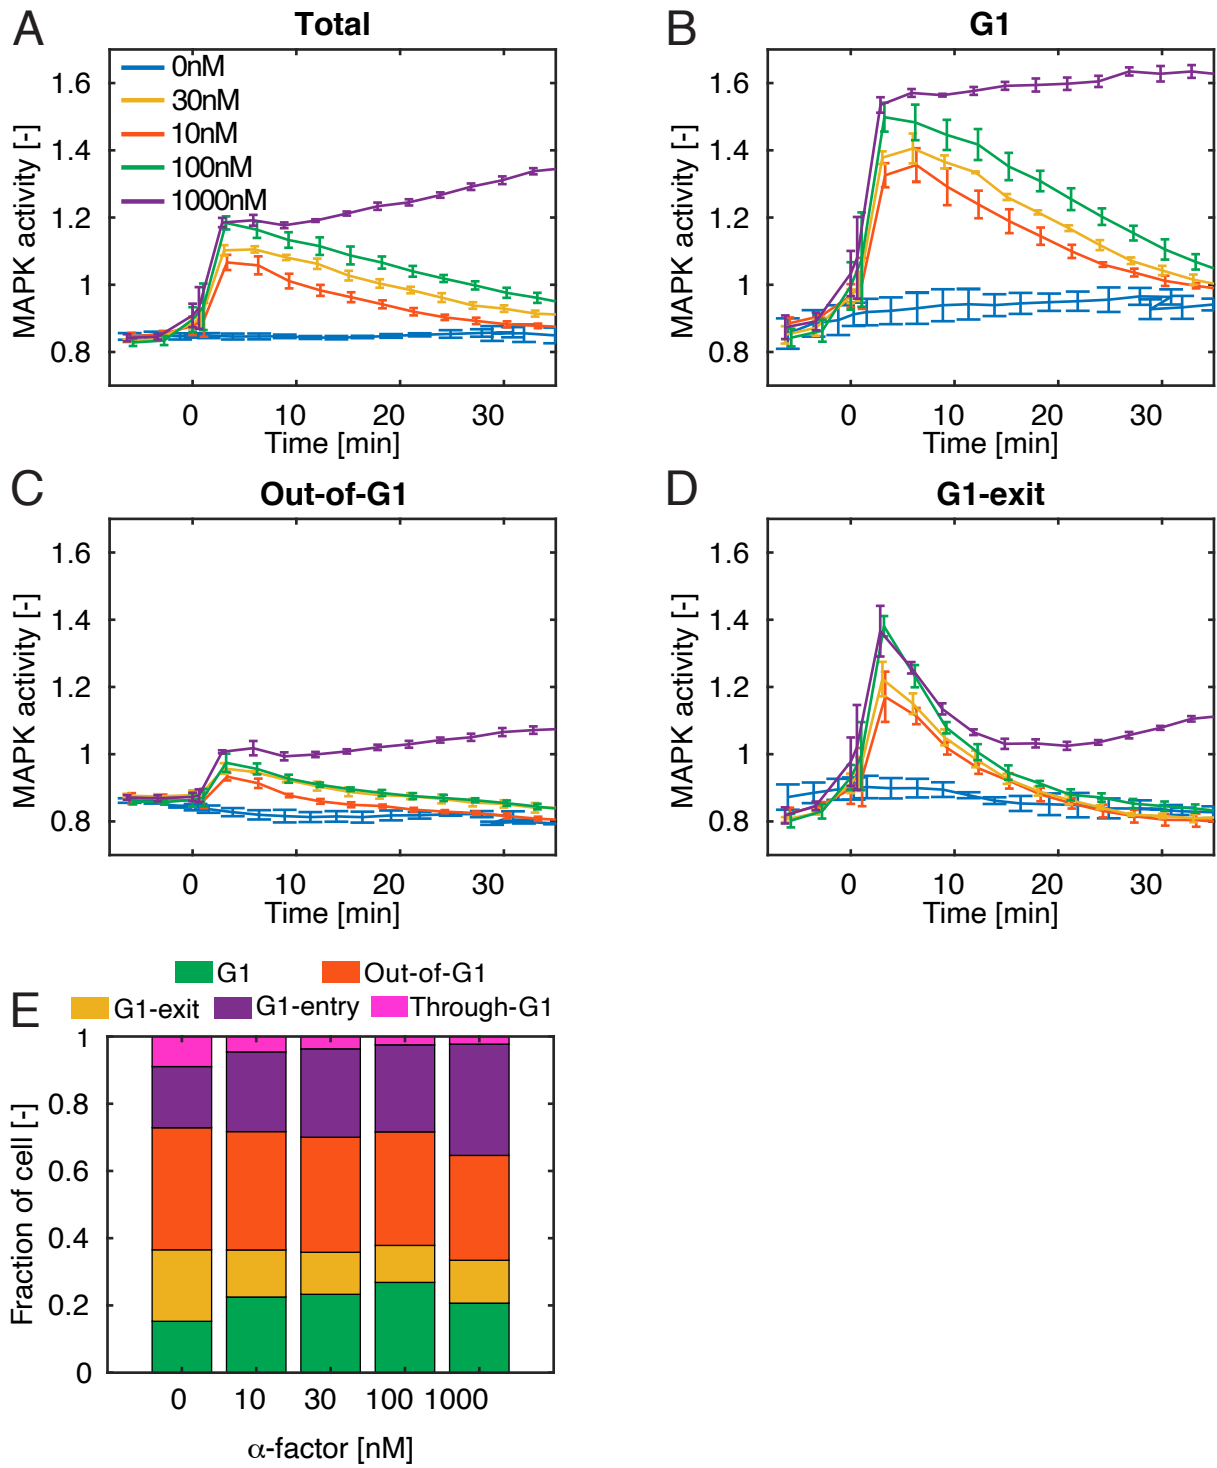 A
Total
0nM
30nM
10nM
100nM
1000nM
MAPK activity [-]
1.6
1.4
1.2
1
0.8
0 10 20 30
Time [min]
B
G1
MAPK activity [-]
1.6
1.4
1.2
1
0.8
0 10 20 30
Time [min]
C
Out-of-G1
MAPK activity [-]
1.6
1.4
1.2
1
0.8
0 10 20 30
Time [min]
D
G1-exit
MAPK activity [-]
1.6
1.4
1.2
1
0.8
0 10 20 30
Time [min]
E
G1 Out-of-G1
G1-exit G1-entry Through-G1
Fraction of cell [-]
1
0.8
0.6
0.4
0.2
0
0 10 30 100 1000
α-factor [nM]